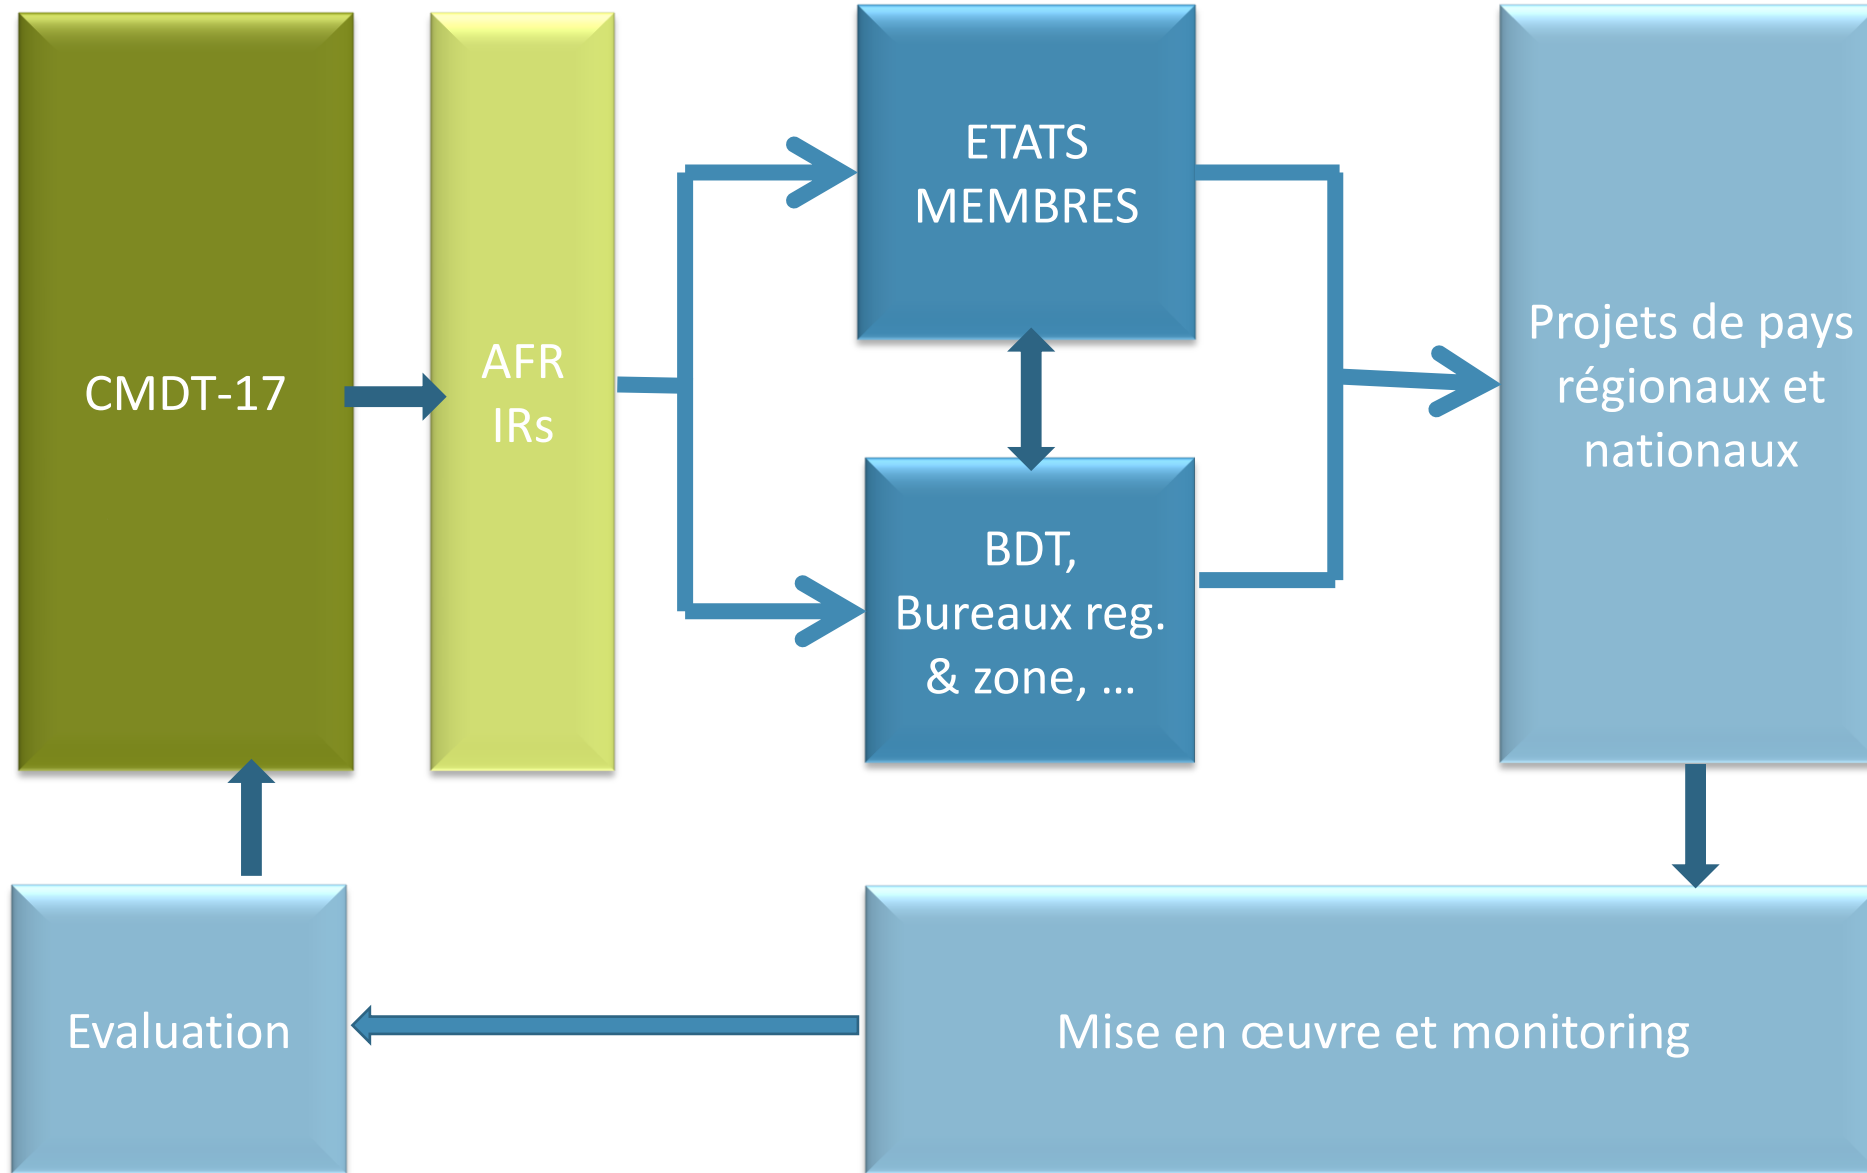 CMDT-17
AFR
IRs
ETATS
MEMBRES
BDT,
Bureaux reg.
& zone, ...
Projets de pays
régionaux et
nationaux
Evaluation
Mise en œuvre et monitoring